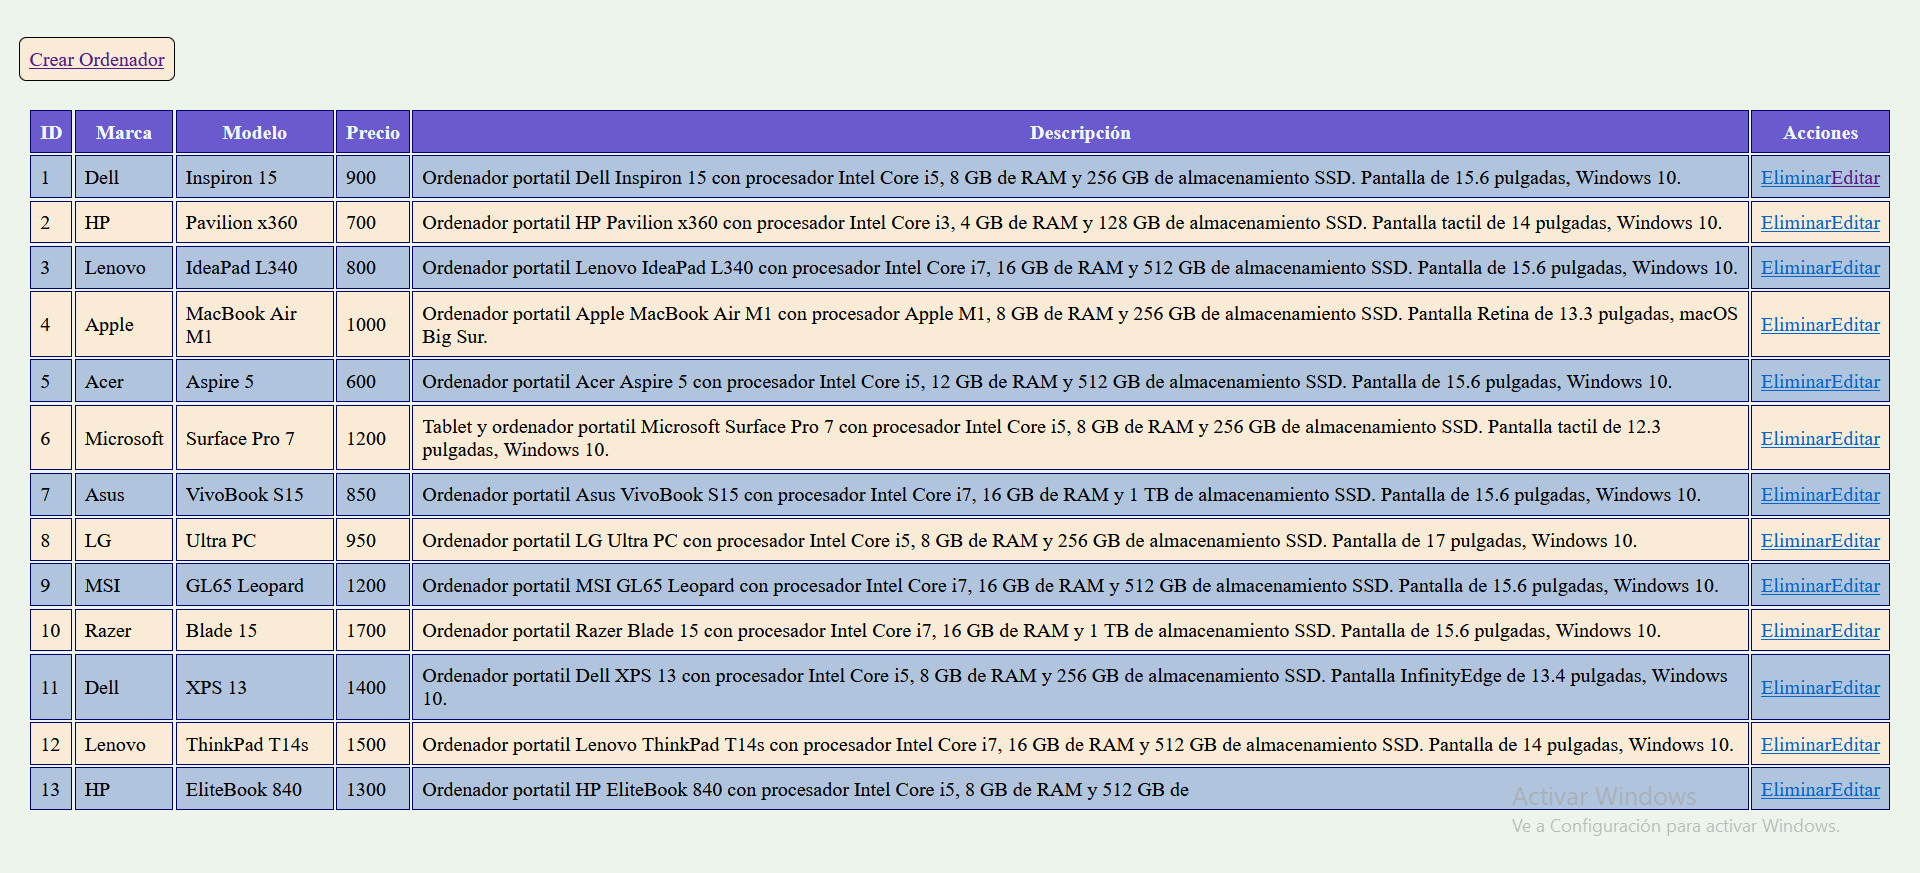 Crear Ordenador
ID Marca Modelo Precio Descripción Acciones
1 Dell Inspiron 15 900 Ordenador portatil Dell Inspiron 15 con procesador Intel Core i5, 8 GB de RAM y 256 GB de almacenamiento SSD. Pantalla de 15.6 pulgadas, Windows 10. EliminarEditar
2 HP Pavilion x360 700 Ordenador portatil HP Pavilion x360 con procesador Intel Core i3, 4 GB de RAM y 128 GB de almacenamiento SSD. Pantalla tactil de 14 pulgadas, Windows 10. EliminarEditar
3 Lenovo IdeaPad L340 800 Ordenador portatil Lenovo IdeaPad L340 con procesador Intel Core i7, 16 GB de RAM y 512 GB de almacenamiento SSD. Pantalla de 15.6 pulgadas, Windows 10. EliminarEditar
4 Apple MacBook Air
M1 1000 Ordenador portatil Apple MacBook Air M1 con procesador Apple M1, 8 GB de RAM y 256 GB de almacenamiento SSD. Pantalla Retina de 13.3 pulgadas, macOS
Big Sur. EliminarEditar
5 Acer Aspire 5 600 Ordenador portatil Acer Aspire 5 con procesador Intel Core i5, 12 GB de RAM y 512 GB de almacenamiento SSD. Pantalla de 15.6 pulgadas, Windows 10. EliminarEditar
6 Microsoft Surface Pro 7 1200 Tablet y ordenador portatil Microsoft Surface Pro 7 con procesador Intel Core i5, 8 GB de RAM y 256 GB de almacenamiento SSD. Pantalla tactil de 12.3
pulgadas, Windows 10. EliminarEditar
7 Asus VivoBook S15 850 Ordenador portatil Asus VivoBook S15 con procesador Intel Core i7, 16 GB de RAM y 1 TB de almacenamiento SSD. Pantalla de 15.6 pulgadas, Windows 10. EliminarEditar
8 LG Ultra PC 950 Ordenador portatil LG Ultra PC con procesador Intel Core i5, 8 GB de RAM y 256 GB de almacenamiento SSD. Pantalla de 17 pulgadas, Windows 10. EliminarEditar
9 MSI GL65 Leopard 1200 Ordenador portatil MSI GL65 Leopard con procesador Intel Core i7, 16 GB de RAM y 512 GB de almacenamiento SSD. Pantalla de 15.6 pulgadas, Windows 10. EliminarEditar
10 Razer Blade 15 1700 Ordenador portatil Razer Blade 15 con procesador Intel Core i7, 16 GB de RAM y 1 TB de almacenamiento SSD. Pantalla de 15.6 pulgadas, Windows 10. EliminarEditar
11 Dell XPS 13 1400 Ordenador portatil Dell XPS 13 con procesador Intel Core i5, 8 GB de RAM y 256 GB de almacenamiento SSD. Pantalla InfinityEdge de 13.4 pulgadas, Windows
10. EliminarEditar
12 Lenovo ThinkPad T14s 1500 Ordenador portatil Lenovo ThinkPad T14s con procesador Intel Core i7, 16 GB de RAM y 512 GB de almacenamiento SSD. Pantalla de 14 pulgadas, Windows 10. EliminarEditar
13 HP EliteBook 840 1300 Ordenador portatil HP EliteBook 840 con procesador Intel Core i5, 8 GB de RAM y 512 GB de EliminarEditar
Activar Windows
Ve a Configuración para activar Windows.